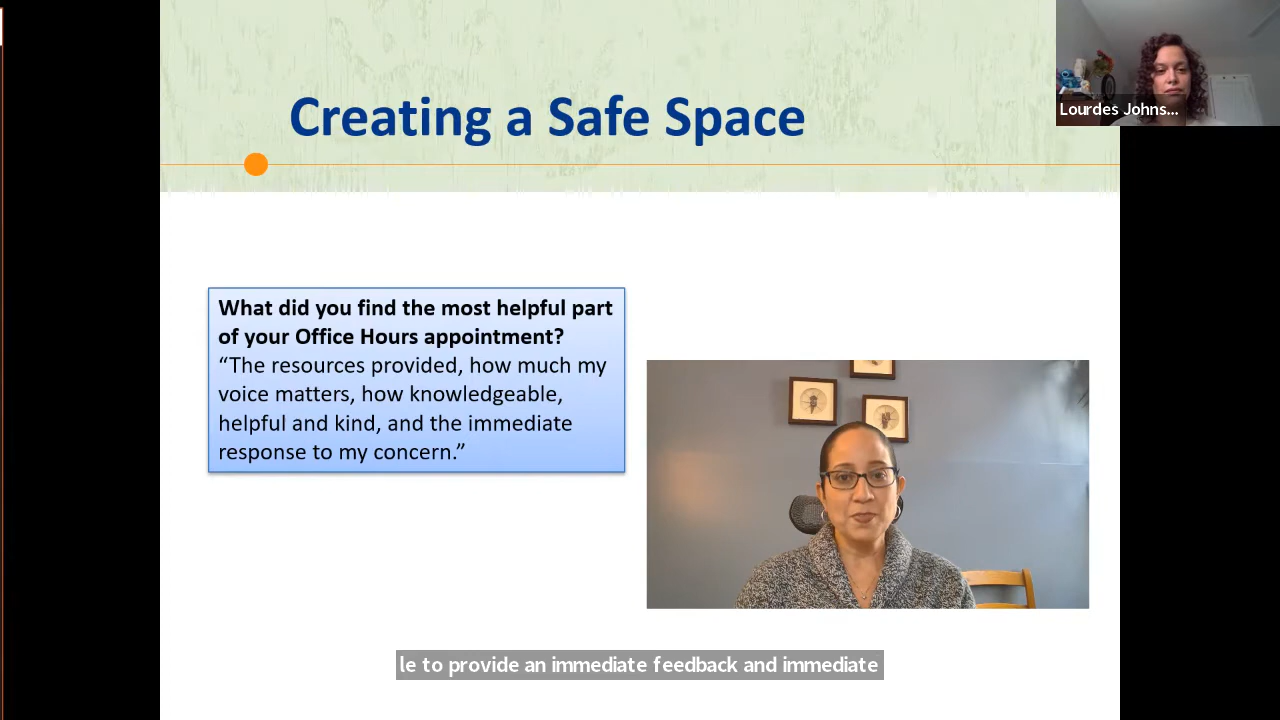 Creating a Safe Space
Lourdes Johns...
What did you find the most helpful part
of your Office Hours appointment?
“The resources provided, how much my
voice matters, how knowledgeable,
helpful and kind, and the immediate
response to my concern.”
le to provide an immediate feedback and immediate